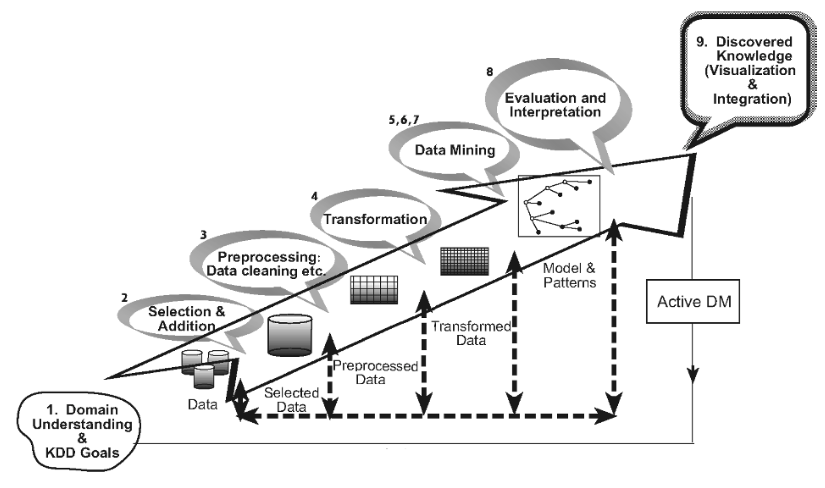 9. Discovered
Knowledge
(Visualization
&
Integration)
8
Evaluation and
Interpretation
5,6,7
Data Mining
4
Transformation
3
Preprocessing:
Data cleaning etc.
2
Selection &
Addition
Model &
Patterns
Active DM
Transformed
Data
Preprocessed
Data
Selected
Data
Data
1. Domain
Understanding
&
KDD Goals